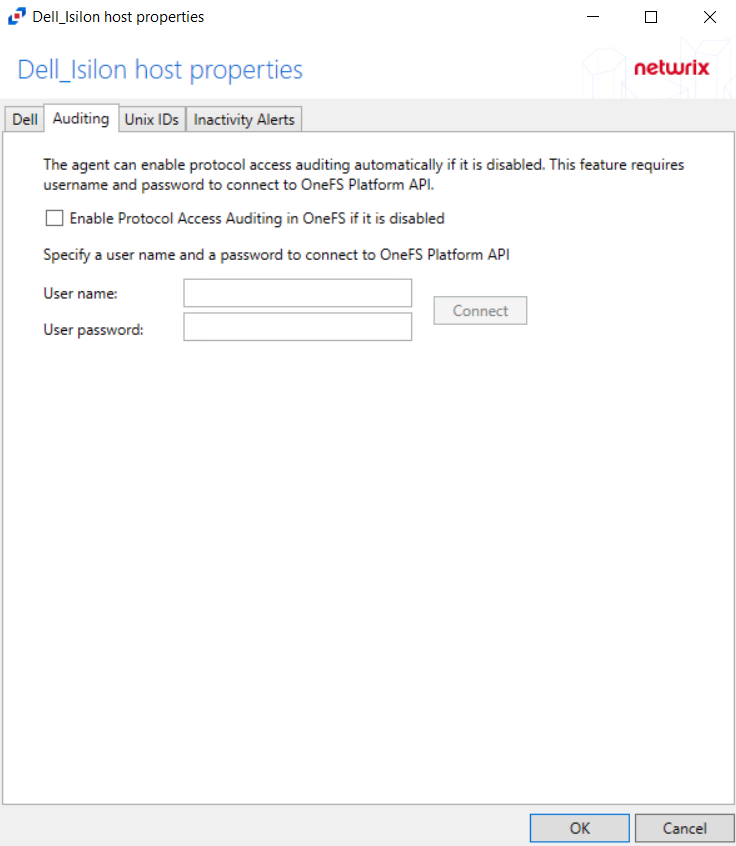 Dell_Isilon host properties
Dell_Isilon host properties
netwrix
Dell
Auditing
Unix IDs
Inactivity Alerts
The agent can enable protocol access auditing automatically if it is disabled. This feature requires
username and password to connect to OneFS Platform API.
Enable Protocol Access Auditing in OneFS if it is disabled
Specify a user name and a password to connect to OneFS Platform API
User name:
Connect
User password:
OK
Cancel